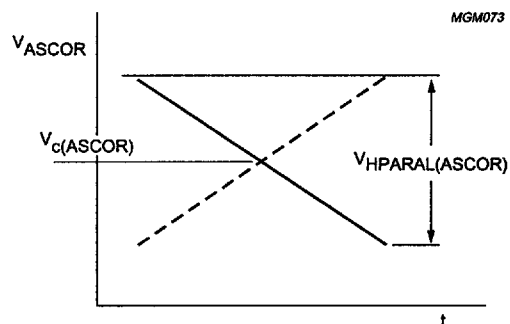 MGM073
VASCOR
Vc(ASCOR)
VHPARAL(ASCOR)
t